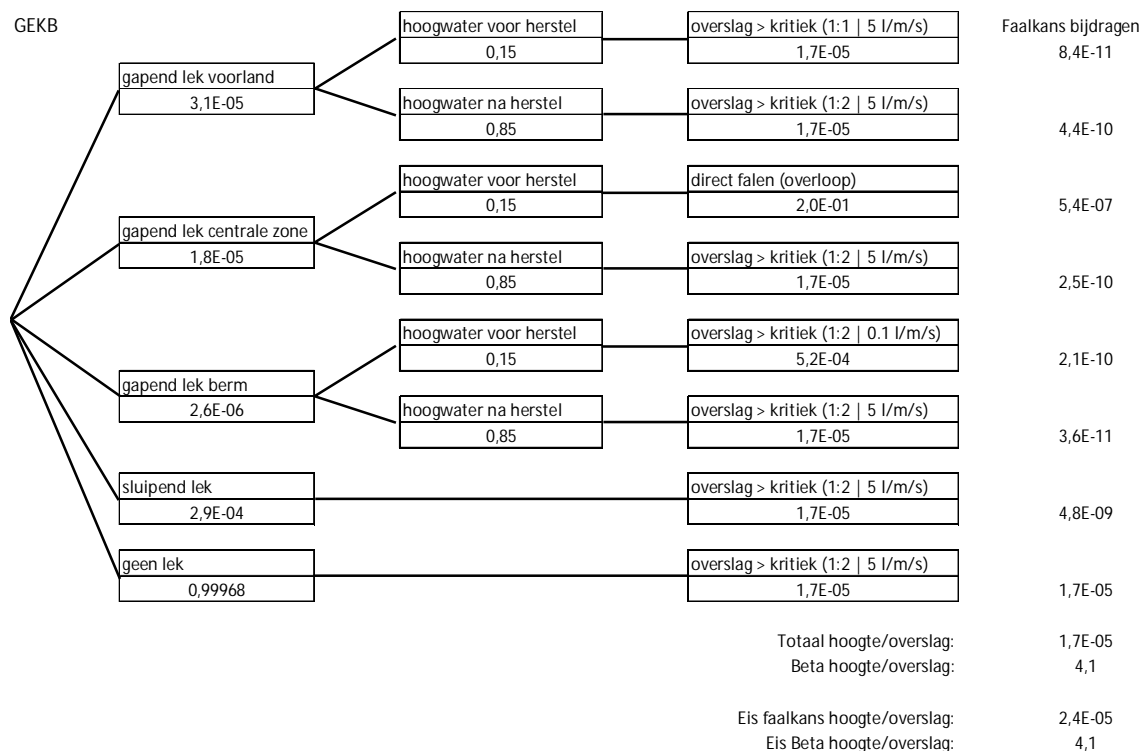 GEKB
hoogwater voor herstel
overslag > kritiek (1:1 | 5 l/m/s)
Faalkans bijdragen
0,15
1,7E-05
8,4E-11
gapend lek voorland
3,1E-05
hoogwater na herstel
overslag > kritiek (1:2 | 5 l/m/s)
0,85
1,7E-05
4,4E-10
hoogwater voor herstel
direct falen (overloop)
0,15
2,0E-01
5,4E-07
gapend lek centrale zone
1,8E-05
hoogwater na herstel
overslag > kritiek (1:2 | 5 l/m/s)
0,85
1,7E-05
2,5E-10
hoogwater voor herstel
overslag > kritiek (1:2 | 0.1 l/m/s)
0,15
5,2E-04
2,1E-10
gapend lek berm
2,6E-06
hoogwater na herstel
overslag > kritiek (1:2 | 5 l/m/s)
0,85
1,7E-05
3,6E-11
sluipend lek
overslag > kritiek (1:2 | 5 l/m/s)
2,9E-04
1,7E-05
4,8E-09
geen lek
overslag > kritiek (1:2 | 5 l/m/s)
0,99968
1,7E-05
1,7E-05
Totaal hoogte/overslag: 1,7E-05
Beta hoogte/overslag: 4,1
Eis faalkans hoogte/overslag: 2,4E-05
Eis Beta hoogte/overslag: 4,1